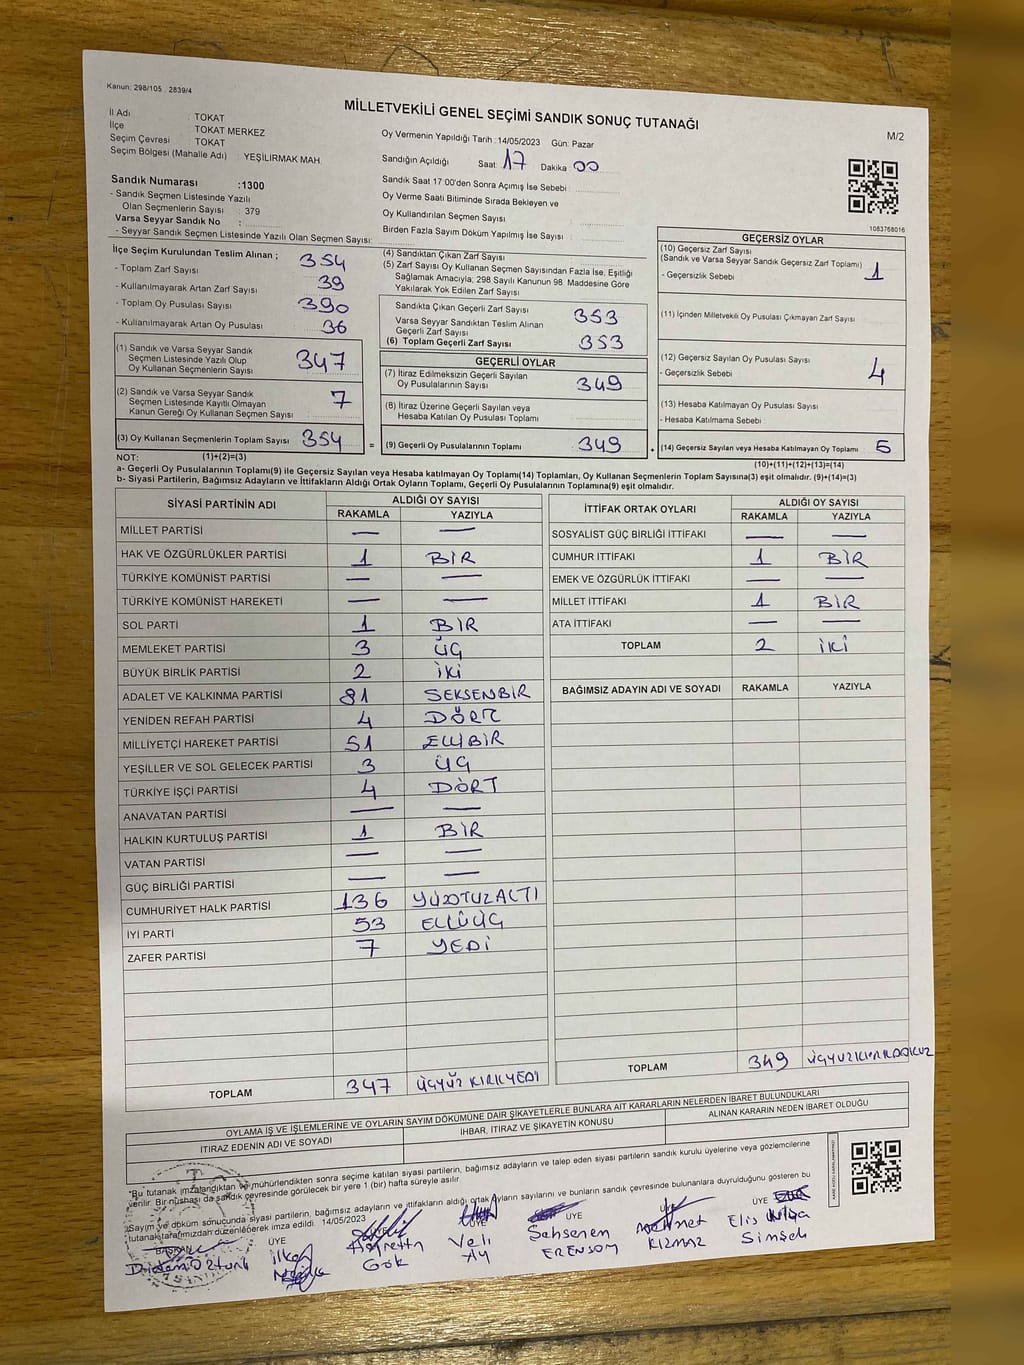 Kanun: 298/105 , 2839/4
MİLLETVEKİLİ GENEL SEÇİMİ SANDIK SONUÇ TUTANAĞI
M/2
İl Adı : TOKAT
İlçe TOKAT MERKEZ
Seçim Çevresi : TOKAT
Seçim Bölgesi (Mahalle Adı) : YEŞİLIRMAK MAH.
Oy Vermenin Yapıldığı Tarih :14/05/2023 Gün: Pazar
Sandığın Açıldığı Saat: 17 Dakika: 00
Sandık Saat 17:00'den Sonra Açımış İse Sebebi :
Oy Verme Saati Bitiminde Sırada Bekleyen ve
Oy Kullandırılan Seçmen Sayısı :
Birden Fazla Sayım Döküm Yapılmış İse Sayısı :
Sandık Numarası :1300
- Sandık Seçmen Listesinde Yazılı
Olan Seçmenlerin Sayısı : 379
Varsa Seyyar Sandık No :
- Seyyar Sandık Seçmen Listesinde Yazılı Olan Seçmen Sayısı:
1083768016
İlçe Seçim Kurulundan Teslim Alınan ;
- Toplam Zarf Sayısı 354
- Kullanılmayarak Artan Zarf Sayısı 39
- Toplam Oy Pusulası Sayısı 390
- Kullanılmayarak Artan Oy Pusulası 36
(1) Sandık ve Varsa Seyyar Sandık
Seçmen Listesinde Yazılı Olup
Oy Kullanan Seçmenlerin Sayısı 347
(2) Sandık ve Varsa Seyyar Sandık
Seçmen Listesinde Kayıtlı Olmayan
Kanun Gereği Oy Kullanan Seçmen Sayısı 7
(3) Oy Kullanan Seçmenlerin Toplam Sayısı 354 =
(4) Sandıktan Çıkan Zarf Sayısı
(5) Zarf Sayısı Oy Kullanan Seçmen Sayısından Fazla İse, Eşitliği
Sağlamak Amacıyla, 298 Sayılı Kanunun 98. Maddesine Göre
Yakılarak Yok Edilen Zarf Sayısı
Sandıkta Çıkan Geçerli Zarf Sayısı 353
Varsa Seyyar Sandıktan Teslim Alınan
Geçerli Zarf Sayısı
(6) Toplam Geçerli Zarf Sayısı 353
GEÇERLİ OYLAR
(7) İtiraz Edilmeksizin Geçerli Sayılan
Oy Pusulalarının Sayısı 349
(8) İtiraz Üzerine Geçerli Sayılan veya
Hesaba Katılan Oy Pusulası Toplamı
(9) Geçerli Oy Pusulalarının Toplamı 349 +
GEÇERSİZ OYLAR
(10) Geçersiz Zarf Sayısı
(Sandık ve Varsa Seyyar Sandık Geçersiz Zarf Toplamı)
- Geçersizlik Sebebi 1
(11) İçinden Milletvekili Oy Pusulası Çıkmayan Zarf Sayısı
(12) Geçersiz Sayılan Oy Pusulası Sayısı
- Geçersizlik Sebebi 4
(13) Hesaba Katılmayan Oy Pusulası Sayısı
- Hesaba Katılmama Sebebi
(14) Geçersiz Sayılan veya Hesaba Katılmayan Oy Toplamı 5
NOT: (1)+(2)=(3)
(10)+(11)+(12)+(13)=(14)
a- Geçerli Oy Pusulalarının Toplamı(9) ile Geçersiz Sayılan veya Hesaba katılmayan Oy Toplamı(14) Toplamları, Oy Kullanan Seçmenlerin Toplam Sayısına(3) eşit olmalıdır. (9)+(14)=(3)
b- Siyasi Partilerin, Bağımsız Adayların ve İttifakların Aldığı Ortak Oyların Toplamı, Geçerli Oy Pusulalarının Toplamına(9) eşit olmalıdır.
SİYASİ PARTİNİN ADI ALDIĞI OY SAYISI
RAKAMLA YAZIYLA
MİLLET PARTİSİ — —
HAK VE ÖZGÜRLÜKLER PARTİSİ 1 BİR
TÜRKİYE KOMÜNİST PARTİSİ — —
TÜRKİYE KOMÜNİST HAREKETİ — —
SOL PARTİ 1 BİR
MEMLEKET PARTİSİ 3 ÜÇ
BÜYÜK BİRLİK PARTİSİ 2 İKİ
ADALET VE KALKINMA PARTİSİ 81 SEKSENBİR
YENİDEN REFAH PARTİSİ 4 DÖRT
MİLLİYETÇİ HAREKET PARTİSİ 51 ELLİBİR
YEŞİLLER VE SOL GELECEK PARTİSİ 3 ÜÇ
TÜRKİYE İŞÇİ PARTİSİ 4 DÖRT
ANAVATAN PARTİSİ — —
HALKIN KURTULUŞ PARTİSİ 1 BİR
VATAN PARTİSİ — —
GÜÇ BİRLİĞİ PARTİSİ — —
CUMHURİYET HALK PARTİSİ 136 YÜZOTUZALTI
İYİ PARTİ 53 ELLİÜÇ
ZAFER PARTİSİ 7 YEDİ
TOPLAM 347 ÜÇYÜZ KIRKYEDİ
İTTİFAK ORTAK OYLARI ALDIĞI OY SAYISI
RAKAMLA YAZIYLA
SOSYALİST GÜÇ BİRLİĞİ İTTİFAKI — —
CUMHUR İTTİFAKI 1 BİR
EMEK VE ÖZGÜRLÜK İTTİFAKI — —
MİLLET İTTİFAKI 1 BİR
ATA İTTİFAKI — —
TOPLAM 2 İKİ
BAĞIMSIZ ADAYIN ADI VE SOYADI RAKAMLA YAZIYLA
TOPLAM 349 ÜÇYUZKIRKDOKUZ
OYLAMA İŞ VE İŞLEMLERİNE VE OYLARIN SAYIM DÖKÜMÜNE DAİR ŞİKAYETLERLE BUNLARA AİT KARARLARIN NELERDEN İBARET BULUNDUKLARI
İTİRAZ EDENİN ADI VE SOYADI İHBAR, İTİRAZ VE ŞİKAYETİN KONUSU ALINAN KARARIN NEDEN İBARET OLDUĞU
*Bu tutanak imzalandıktan ve mühürlendikten sonra seçime katılan siyasi partilerin, bağımsız adayların ve talep eden siyasi partilerin sandık kurulu üyelerine veya gözlemcilerine
verilir. Bir nüshası da sandık çevresinde görülecek bir yere 1 (bir) hafta süreyle asılır.
Sayım ve döküm sonucunda siyasi partilerin, bağımsız adayların ve ittifakların aldığı ortak oyların sayılarını ve bunların sandık çevresinde bulunanlara duyrulduğunu gösteren bu
tutanak tarafımızdan düzenlenerek imza edildi. 14/05/2023
BAŞKAN ÜYE ÜYE ÜYE ÜYE ÜYE
Gök
Veli
Ay
Mehmet
KIZMAZ
Elis
Şimşek